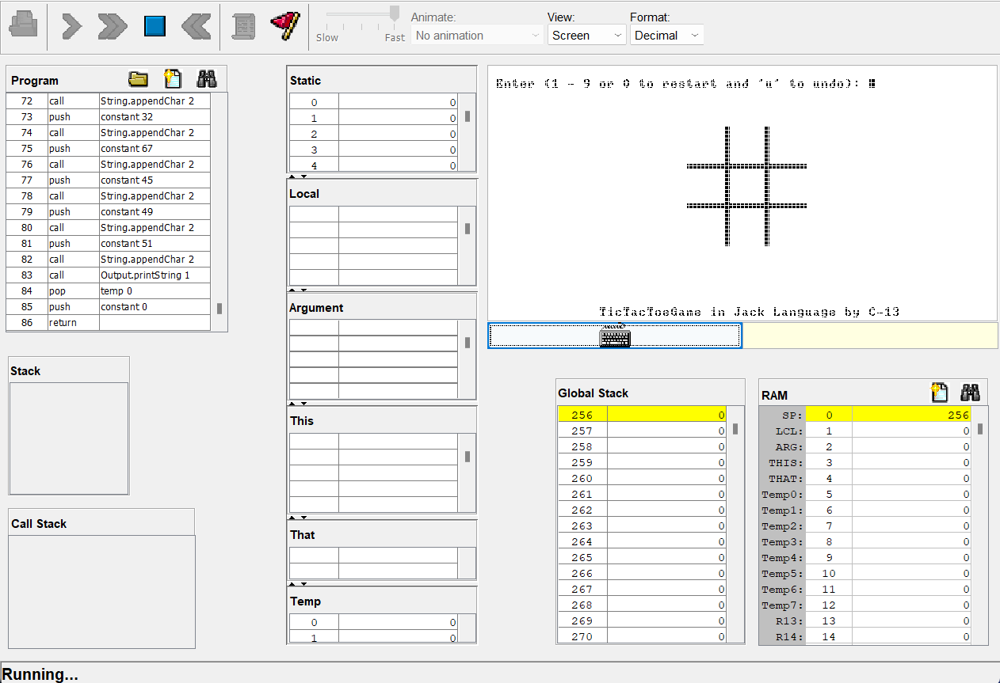 Animate:
View:
Format:
Slow
Fast
No animation
Screen
Decimal
Program
72 call String.appendChar 2
73 push constant 32
74 call String.appendChar 2
75 push constant 67
76 call String.appendChar 2
77 push constant 45
78 call String.appendChar 2
79 push constant 49
80 call String.appendChar 2
81 push constant 51
82 call String.appendChar 2
83 call Output.printString 1
84 pop temp 0
85 push constant 0
86 return
Stack
Call Stack
Static
0 0
1 0
2 0
3 0
4 0
Local
Argument
This
That
Temp
0 0
1 0
Enter (1 - 9 or 0 to restart and 'u' to undo):
TicTacToeGame in Jack Language by C-13
Global Stack
256 0
257 0
258 0
259 0
260 0
261 0
262 0
263 0
264 0
265 0
266 0
267 0
268 0
269 0
270 0
RAM
SP: 0 256
LCL: 1 0
ARG: 2 0
THIS: 3 0
THAT: 4 0
Temp0: 5 0
Temp1: 6 0
Temp2: 7 0
Temp3: 8 0
Temp4: 9 0
Temp5: 10 0
Temp6: 11 0
Temp7: 12 0
R13: 13 0
R14: 14 0
Running...